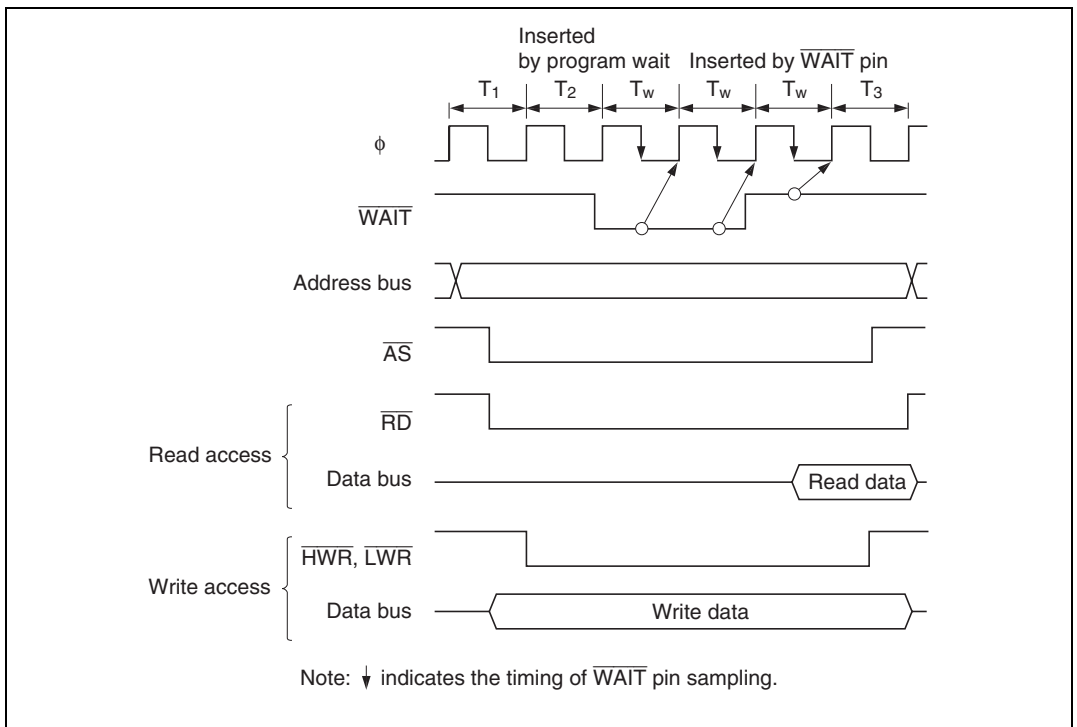 Inserted
by program wait Inserted by WAIT pin
T1 T2 Tw Tw Tw T3
ϕ
WAIT
Address bus
AS
RD
Read access
Data bus Read data
HWR, LWR
Write access
Data bus Write data
Note: ↓ indicates the timing of WAIT pin sampling.